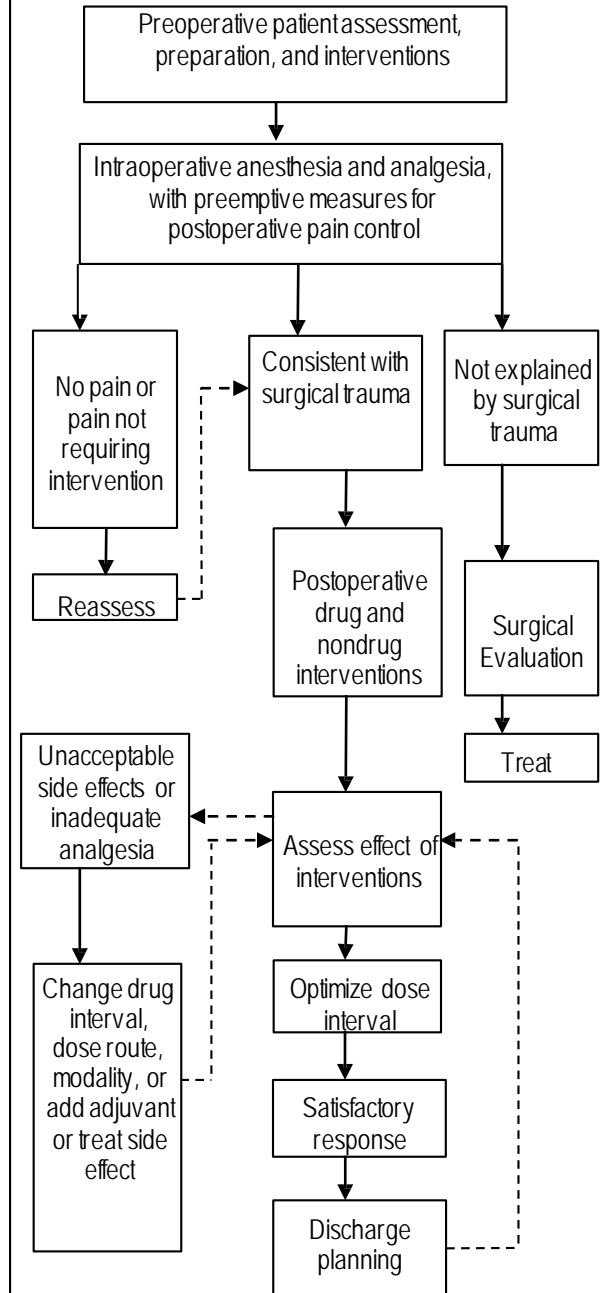 Preoperative patient assessment,
preparation, and interventions
Intraoperative anesthesia and analgesia,
with preemptive measures for
postoperative pain control
No pain or
pain not
requiring
intervention
Consistent with
surgical trauma
Not explained
by surgical
trauma
Reassess
Postoperative
drug and
nondrug
interventions
Surgical
Evaluation
Treat
Unacceptable
side effects or
inadequate
analgesia
Assess effect of
interventions
Change drug
interval,
dose route,
modality, or
add adjuvant
or treat side
effect
Optimize dose
interval
Satisfactory
response
Discharge
planning